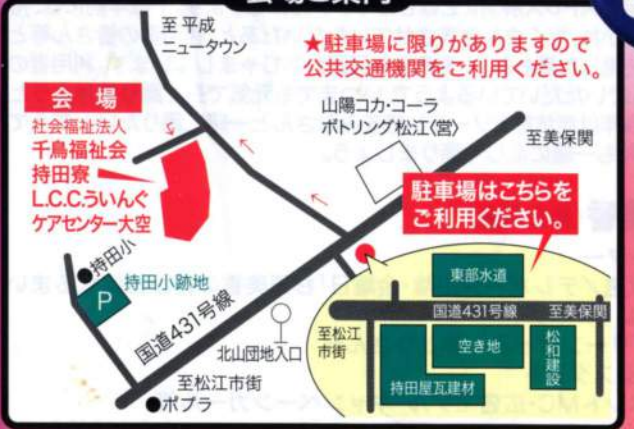 会場ご案内
至 平成
ニュータウン
★駐車場に限りがありますので
公共交通機関をご利用ください。
会 場
社会福祉法人
千鳥福祉会
持田寮
L.C.C.ういんぐ
ケアセンター大空
山陽コカ・コーラ
ボトリング松江〈営〉
至美保関
駐車場はこちらを
ご利用ください。
持田小
P
持田小跡地
国道431号線
北山団地入口
至松江市街
ポプラ
東部水道
国道431号線
至美保関
至松江
市街
空き地
松和建設
持田屋瓦建材